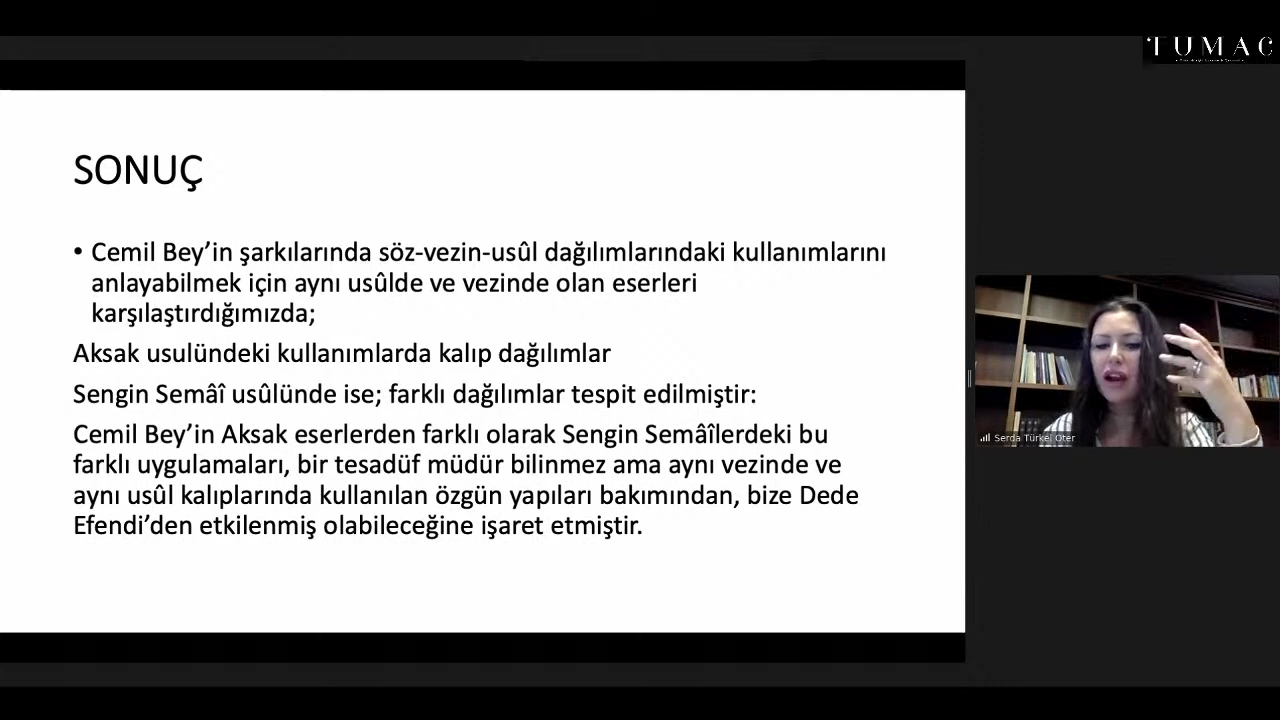 TUMAC
SONUÇ
• Cemil Bey’in şarkılarında söz-vezin-usûl dağılımlarındaki kullanımlarını
anlayabilmek için aynı usûlde ve vezinde olan eserleri
karşılaştırdığımızda;
Aksak usulündeki kullanımlarda kalıp dağılımlar
Sengin Semâî usûlünde ise; farklı dağılımlar tespit edilmiştir:
Cemil Bey’in Aksak eserlerden farklı olarak Sengin Semâîlerdeki bu
farklı uygulamaları, bir tesadüf müdür bilinmez ama aynı vezinde ve
aynı usûl kalıplarında kullanılan özgün yapıları bakımından, bize Dede
Efendi’den etkilenmiş olabileceğine işaret etmiştir.
Serda Türkel Oter